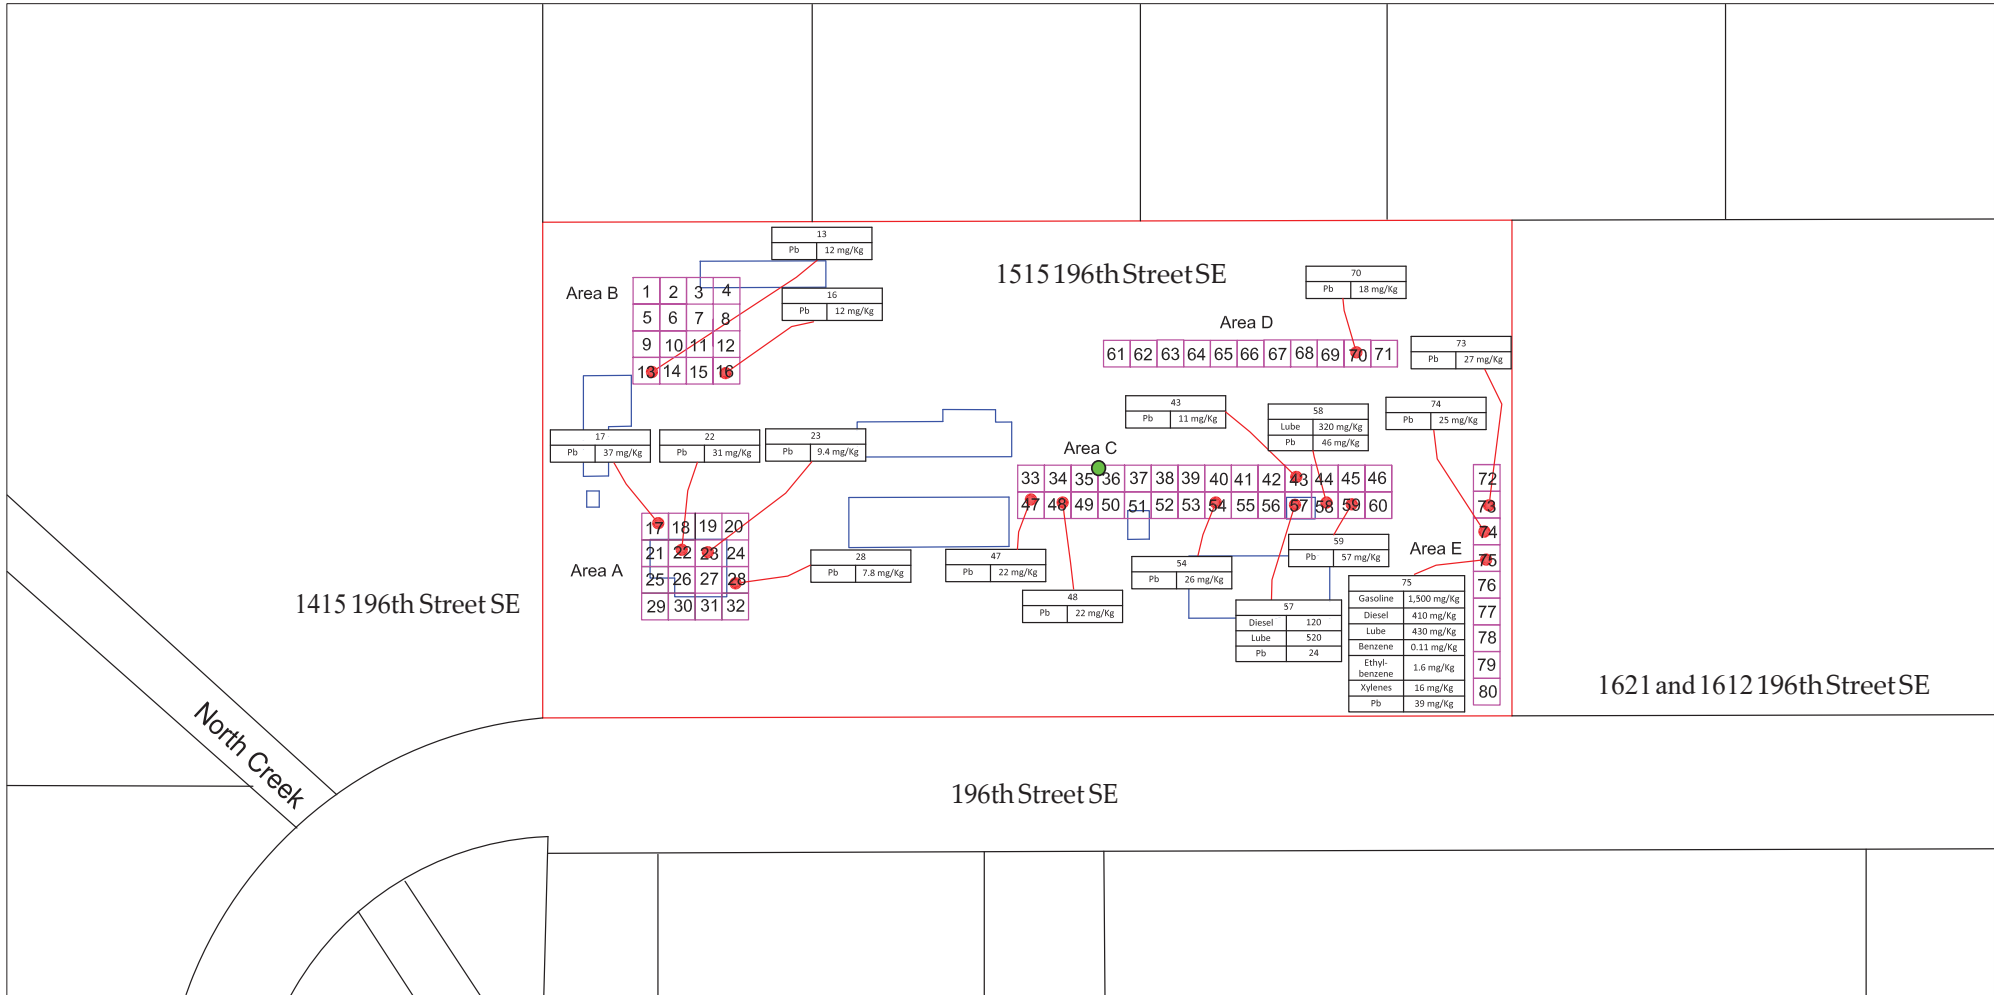 13
Pb 12 mg/Kg
1515 196th Street SE
70
Pb 18 mg/Kg
Area B
1 2 3 4
5 6 7 8
9 10 11 12
13 14 15 16
16
Pb 12 mg/Kg
Area D
61 62 63 64 65 66 67 68 69 70 71
73
Pb 27 mg/Kg
43
Pb 11 mg/Kg
58
Lube 320 mg/Kg
Pb 46 mg/Kg
74
Pb 25 mg/Kg
17
Pb 37 mg/Kg
22
Pb 31 mg/Kg
23
Pb 9.4 mg/Kg
Area C
33 34 35 36 37 38 39 40 41 42 43 44 45 46
47 48 49 50 51 52 53 54 55 56 57 58 59 60
72
73
74
75
76
77
78
79
80
Area A
17 18 19 20
21 22 23 24
25 26 27 28
29 30 31 32
28
Pb 7.8 mg/Kg
47
Pb 22 mg/Kg
48
Pb 22 mg/Kg
54
Pb 26 mg/Kg
59
Pb 57 mg/Kg
Area E
57
Diesel 120
Lube 520
Pb 24
75
Gasoline 1,500 mg/Kg
Diesel 410 mg/Kg
Lube 430 mg/Kg
Benzene 0.11 mg/Kg
Ethyl-
benzene 1.6 mg/Kg
Xylenes 16 mg/Kg
Pb 39 mg/Kg
1415 196th Street SE
1621 and 1612 196th Street SE
North Creek
196th Street SE